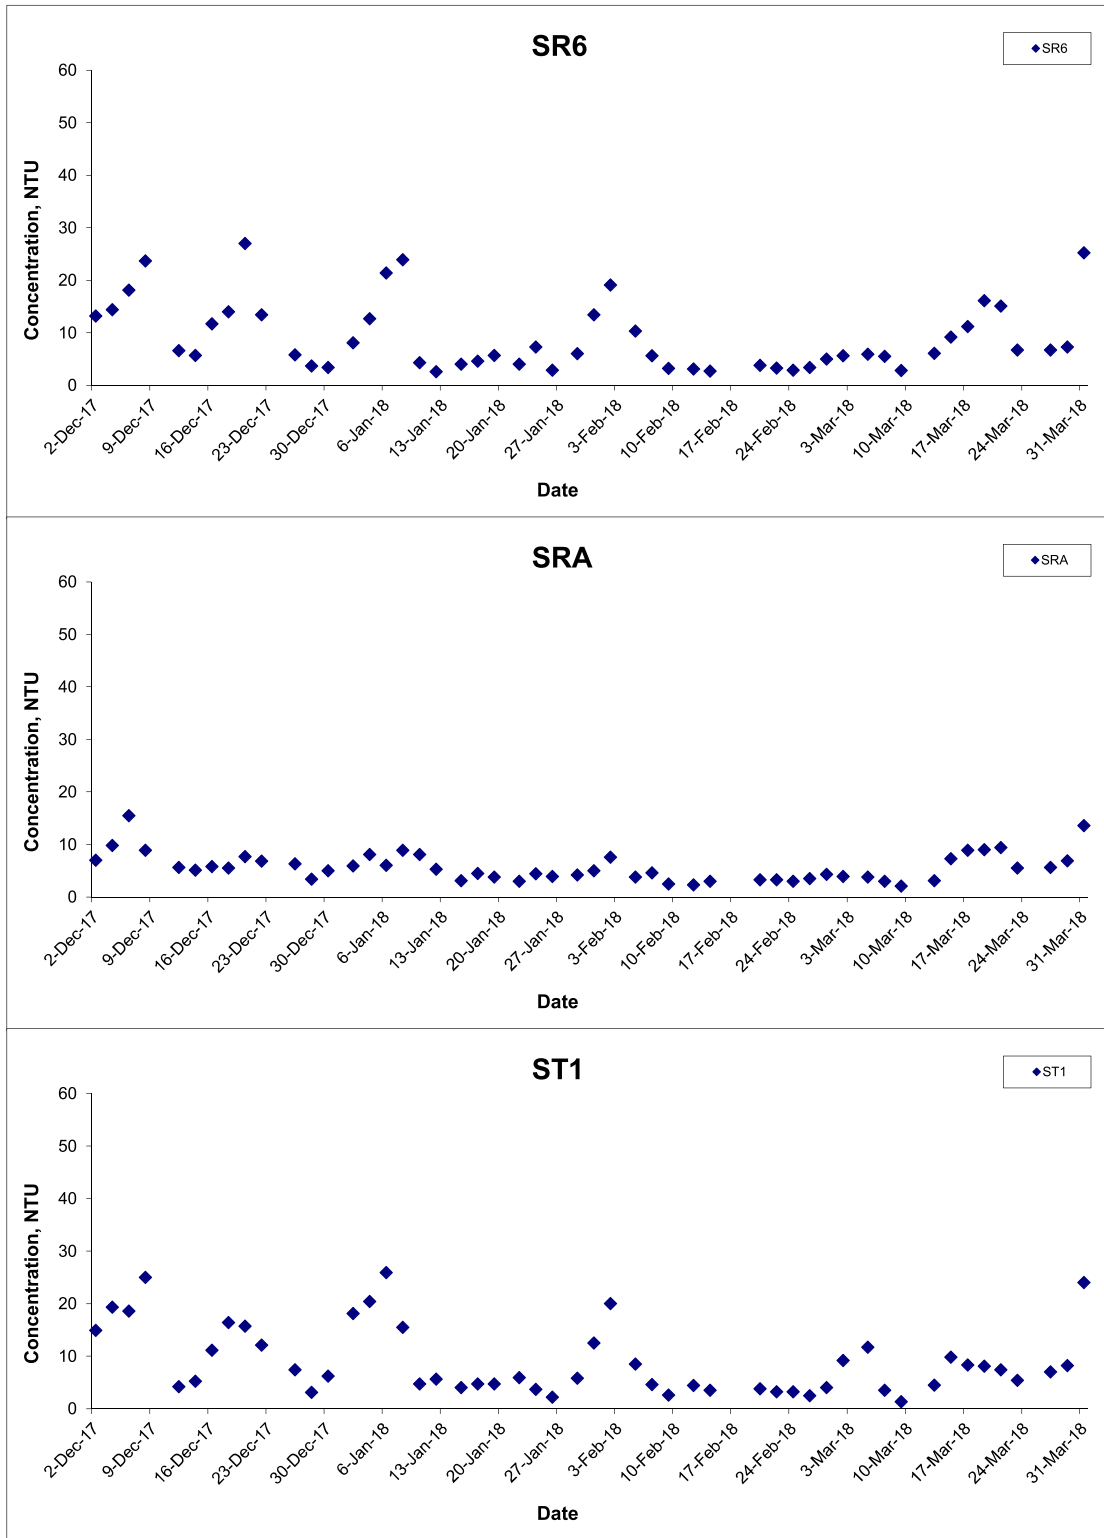 SR6
SR6
60
50
40
30
20
10
0
Concentration, NTU
2-Dec-17
9-Dec-17
16-Dec-17
23-Dec-17
30-Dec-17
6-Jan-18
13-Jan-18
20-Jan-18
27-Jan-18
3-Feb-18
10-Feb-18
17-Feb-18
24-Feb-18
3-Mar-18
10-Mar-18
17-Mar-18
24-Mar-18
31-Mar-18
Date
SRA
SRA
60
50
40
30
20
10
0
Concentration, NTU
2-Dec-17
9-Dec-17
16-Dec-17
23-Dec-17
30-Dec-17
6-Jan-18
13-Jan-18
20-Jan-18
27-Jan-18
3-Feb-18
10-Feb-18
17-Feb-18
24-Feb-18
3-Mar-18
10-Mar-18
17-Mar-18
24-Mar-18
31-Mar-18
Date
ST1
ST1
60
50
40
30
20
10
0
Concentration, NTU
2-Dec-17
9-Dec-17
16-Dec-17
23-Dec-17
30-Dec-17
6-Jan-18
13-Jan-18
20-Jan-18
27-Jan-18
3-Feb-18
10-Feb-18
17-Feb-18
24-Feb-18
3-Mar-18
10-Mar-18
17-Mar-18
24-Mar-18
31-Mar-18
Date